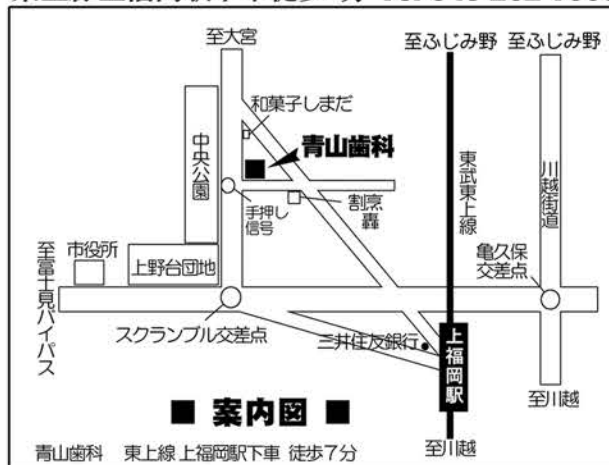 至大宮
至ふじみ野
至ふじみ野
和菓子しまだ
青山歯科
中央公園
東武東上線
川越街道
手押し
信号
割烹
轟
市役所
上野台団地
亀久保
交差点
至富士見バイパス
スクランブル交差点
三井住友銀行
上福岡駅
■ 案内図 ■
至川越
至川越
青山歯科 東上線 上福岡駅下車 徒歩7分